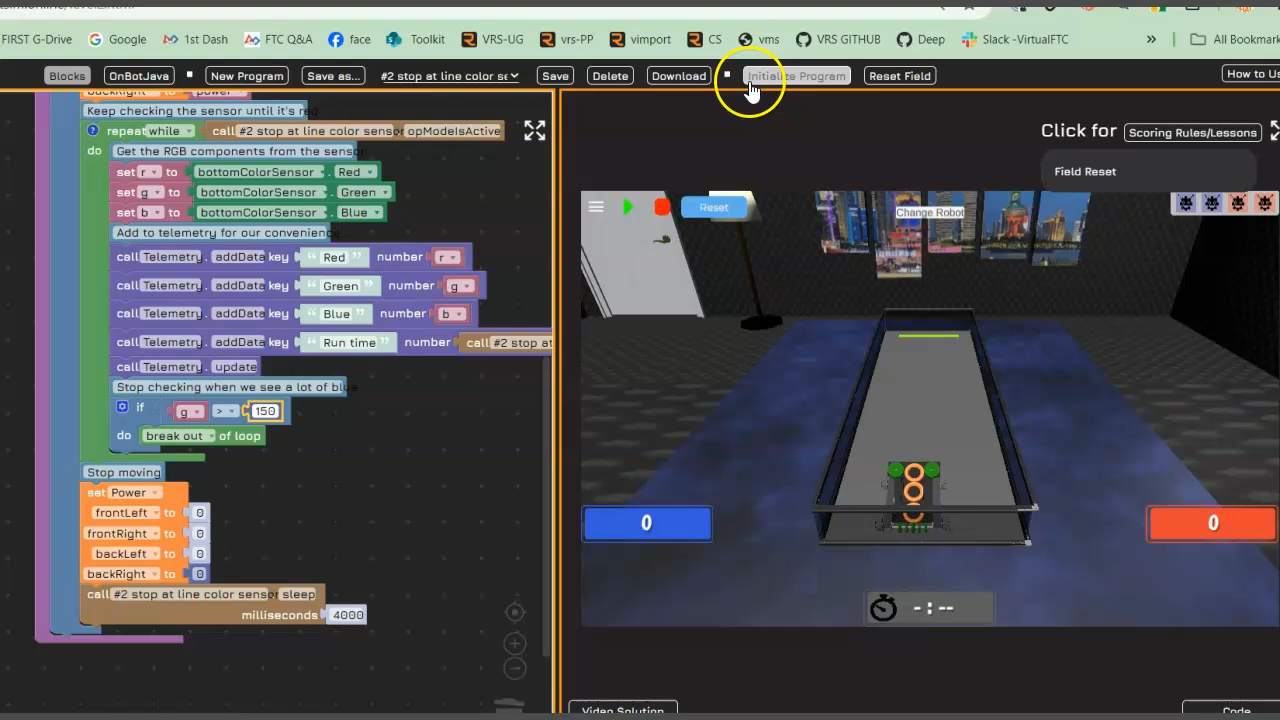 FIRST G-Drive Google 1st Dash FTC Q&A face Toolkit VRS-UG vrs-PP vimport CS vms VRS GITHUB Deep Slack -VirtualFTC » All Bookmark
Blocks OnBotJava New Program Save as... #2 stop at line color se Save Delete Download Initialize Program Reset Field How to Us
backRight to power
Keep checking the sensor until it's red
repeat while call #2 stop at line color sensor opModeIsActive
do Get the RGB components from the sensor
set r to bottomColorSensor . Red
set g to bottomColorSensor . Green
set b to bottomColorSensor . Blue
Add to telemetry for our convenience
call Telemetry . addData key “ Red ” number r
call Telemetry . addData key “ Green ” number g
call Telemetry . addData key “ Blue ” number b
call Telemetry . addData key “ Run time ” number call #2 stop at
call Telemetry . update
Stop checking when we see a lot of blue
if g > 150
do break out of loop
Stop moving
set Power
frontLeft to 0
frontRight to 0
backLeft to 0
backRight to 0
call #2 stop at line color sensor sleep
milliseconds 4000
Click for Scoring Rules/Lessons
Field Reset
Reset
Change Robot
0
0
- : --
Video Solution
Code